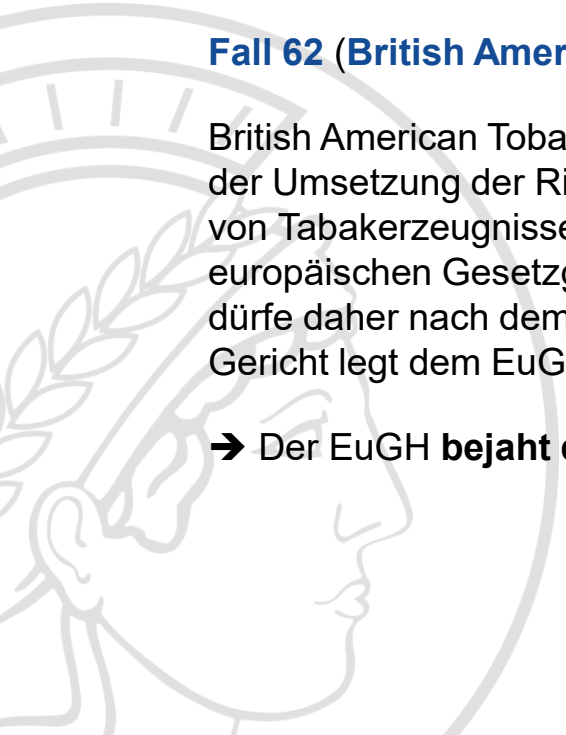 Fall 62 (British Amer
British American Toba
der Umsetzung der Ri
von Tabakerzeugnisse
europäischen Gesetzg
dürfe daher nach dem
Gericht legt dem EuG
➔ Der EuGH bejaht